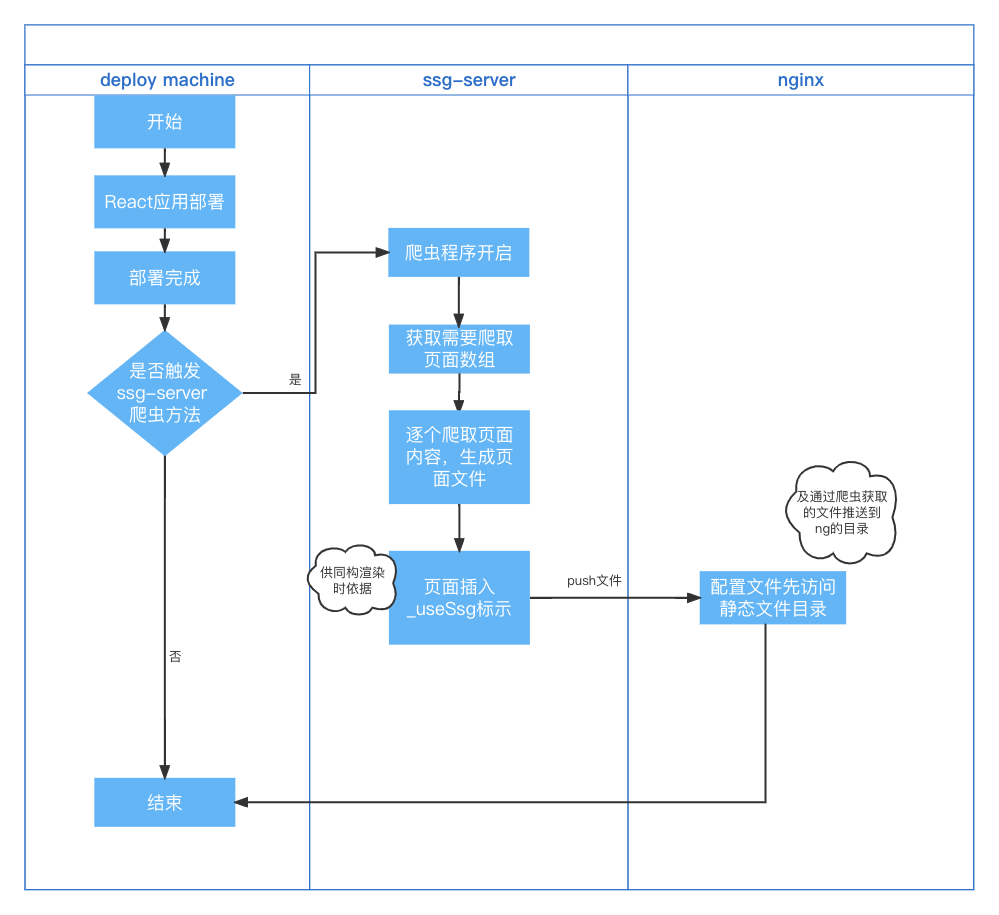 deploy machine
ssg-server
nginx
开始
React应用部署
部署完成
是否触发
ssg-server
爬虫方法
是
否
结束
爬虫程序开启
获取需要爬取
页面数组
逐个爬取页面
内容，生成页
面文件
供同构渲染
时依据
页面插入
_useSsg标示
push文件
及通过爬虫获取
的文件推送到
ng的目录
配置文件先访问
静态文件目录